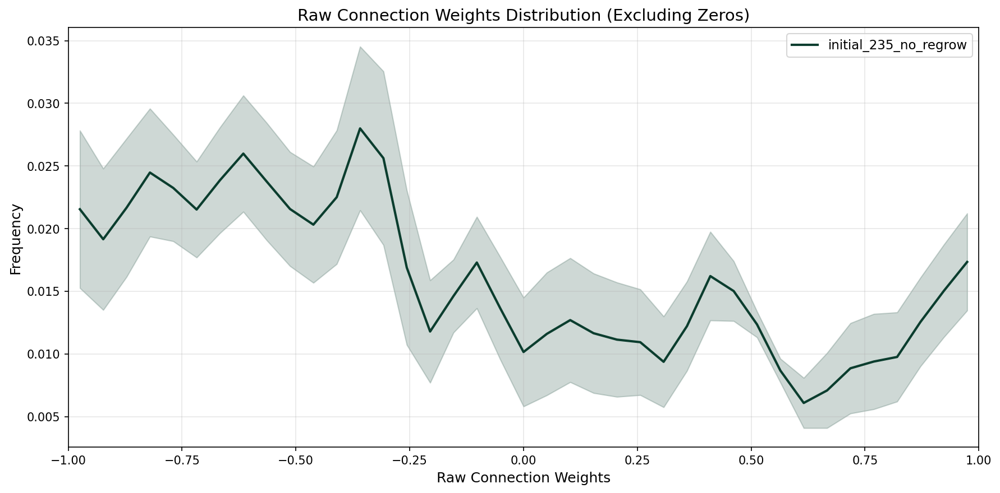 Raw Connection Weights Distribution (Excluding Zeros)
initial_235_no_regrow
Frequency
0.035
0.030
0.025
0.020
0.015
0.010
0.005
−1.00 −0.75 −0.50 −0.25 0.00 0.25 0.50 0.75 1.00
Raw Connection Weights